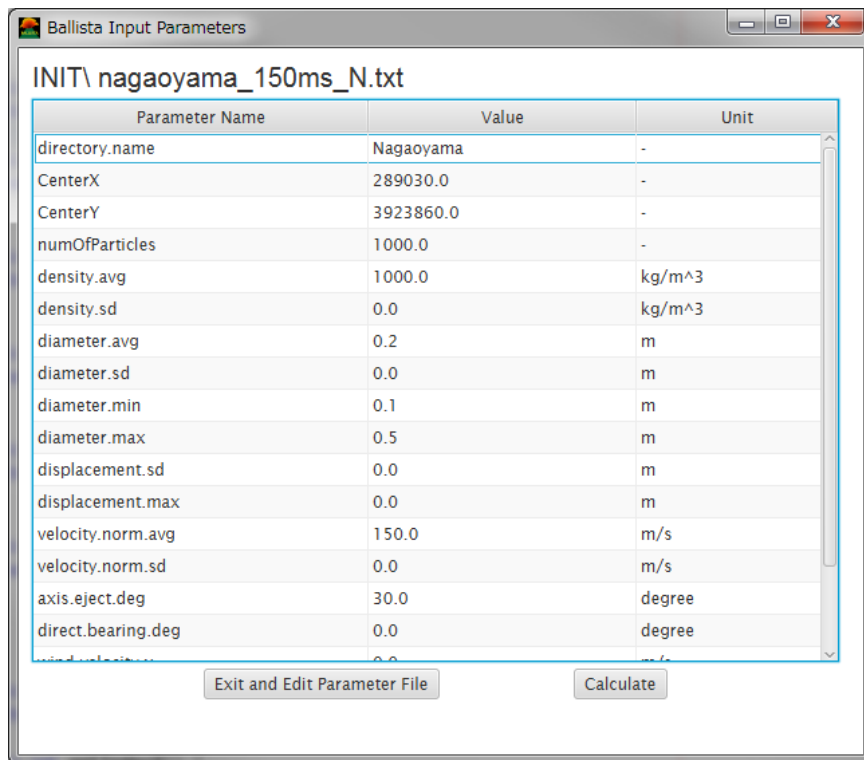 Ballista Input Parameters
INIT\ nagaoyama_150ms_N.txt
Parameter Name Value Unit
directory.name Nagaoyama -
CenterX 289030.0 -
CenterY 3923860.0 -
numOfParticles 1000.0 -
density.avg 1000.0 kg/m^3
density.sd 0.0 kg/m^3
diameter.avg 0.2 m
diameter.sd 0.0 m
diameter.min 0.1 m
diameter.max 0.5 m
displacement.sd 0.0 m
displacement.max 0.0 m
velocity.norm.avg 150.0 m/s
velocity.norm.sd 0.0 m/s
axis.eject.deg 30.0 degree
direct.bearing.deg 0.0 degree
Exit and Edit Parameter File Calculate